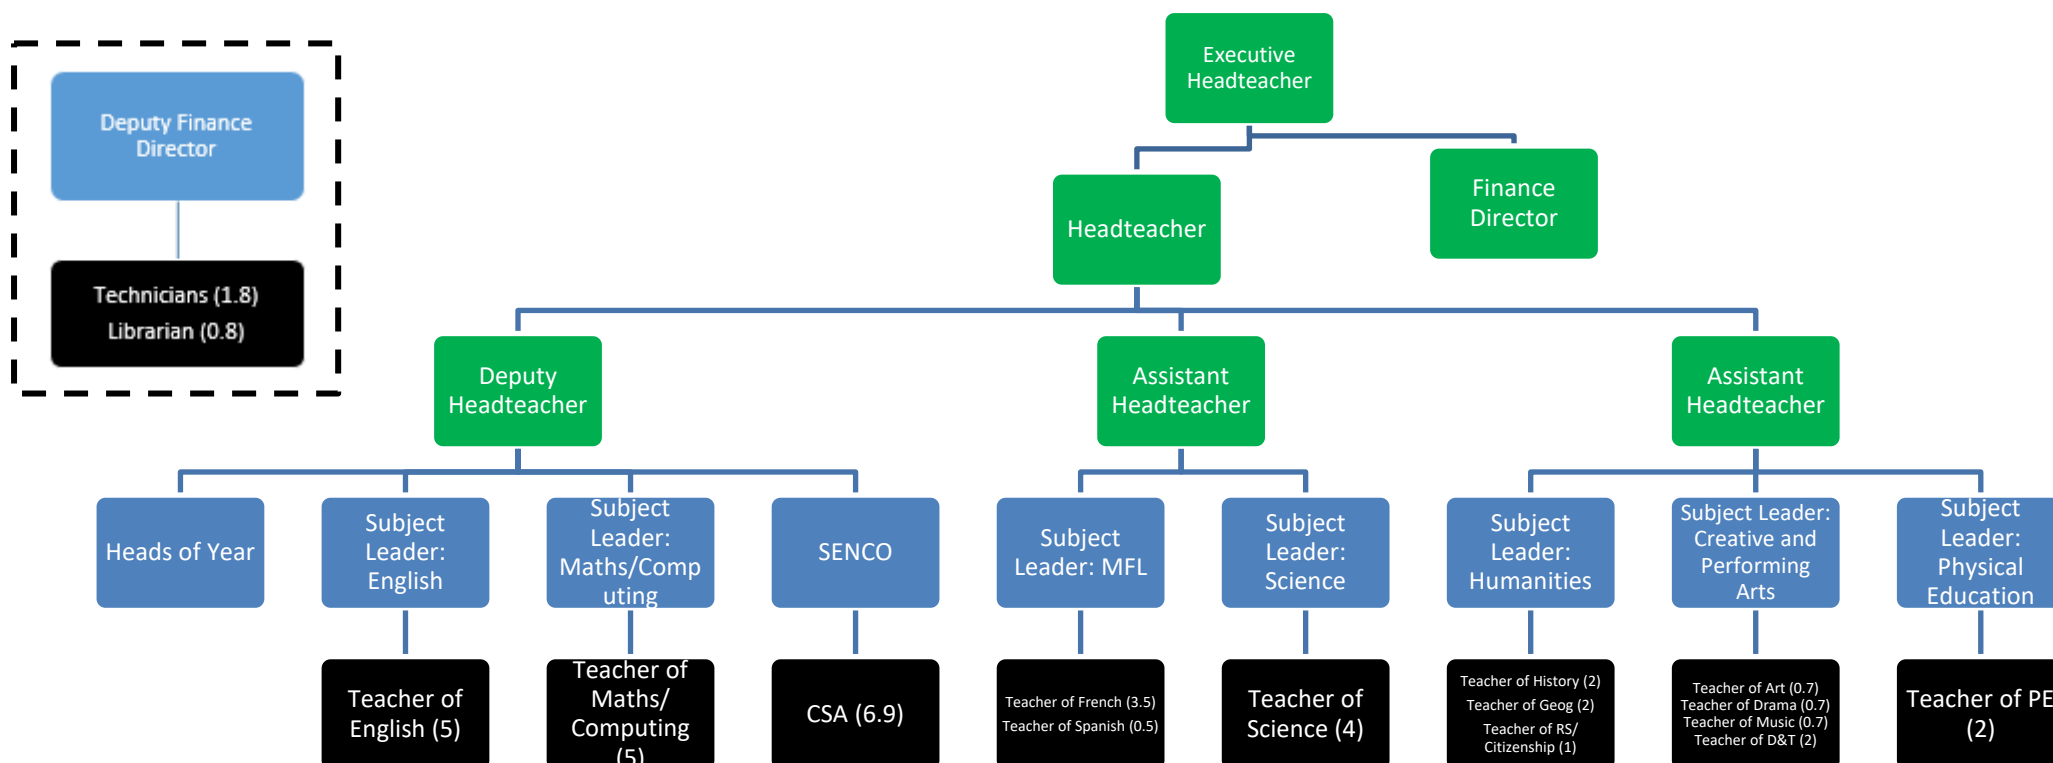 Executive
Headteacher
Deputy Finance
Director
Technicians (1.8)
Librarian (0.8)
Headteacher
Finance
Director
Deputy
Headteacher
Assistant
Headteacher
Assistant
Headteacher
Heads of Year
Subject
Leader:
English
Subject
Leader:
Maths/Comp
uting
SENCO
Subject
Leader: MFL
Subject
Leader:
Science
Subject
Leader:
Humanities
Subject Leader:
Creative and
Performing
Arts
Subject
Leader:
Physical
Education
Teacher of
English (5)
Teacher of
Maths/
Computing
(5)
CSA (6.9)
Teacher of French (3.5)
Teacher of Spanish (0.5)
Teacher of
Science (4)
Teacher of History (2)
Teacher of Geog (2)
Teacher of RS/
Citizenship (1)
Teacher of Art (0.7)
Teacher of Drama (0.7)
Teacher of Music (0.7)
Teacher of D&T (2)
Teacher of PE
(2)